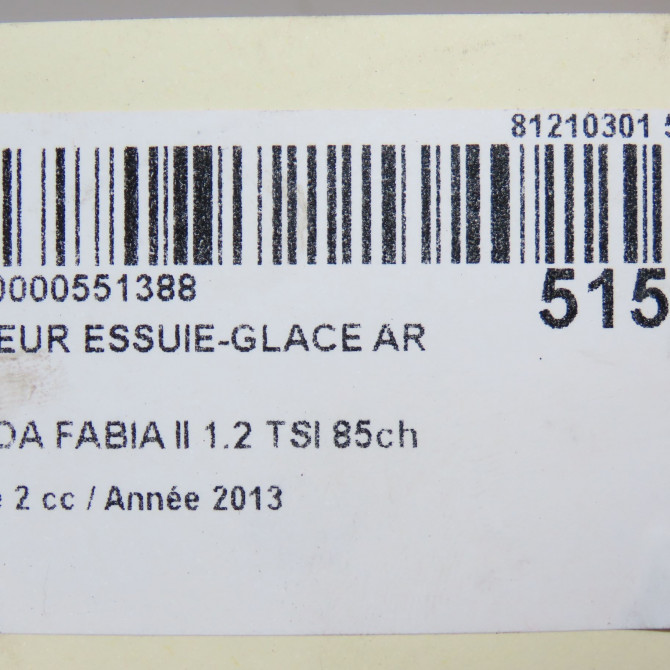 81210301 5
0000551388
515
EUR ESSUIE-GLACE AR
DA FABIA II 1.2 TSI 85ch
e 2 cc / Année 2013